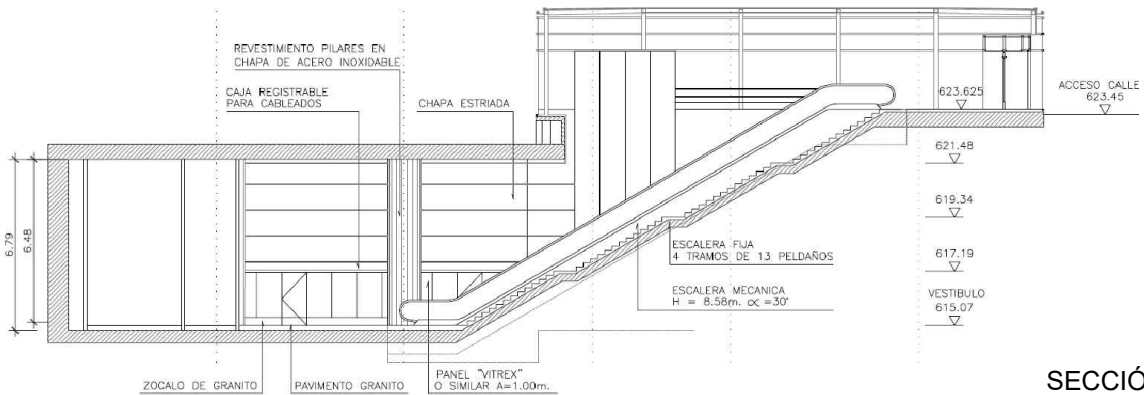 REVESTIMIENTO PILARES EN
CHAPA DE ACERO INOXIDABLE
CAJA REGISTRABLE
PARA CABLEADOS
CHAPA ESTRIADA
623.625
ACCESO CALLE
623.45
621.48
619.34
617.19
VESTIBULO
615.07
6.79
6.48
ESCALERA FIJA
4 TRAMOS DE 13 PELDAÑOS
ESCALERA MECANICA
H = 8.58m. α =30°
ZOCALO DE GRANITO
PAVIMENTO GRANITO
PANEL "VITREX"
O SIMILAR A=1.00m.
SECCIÓ